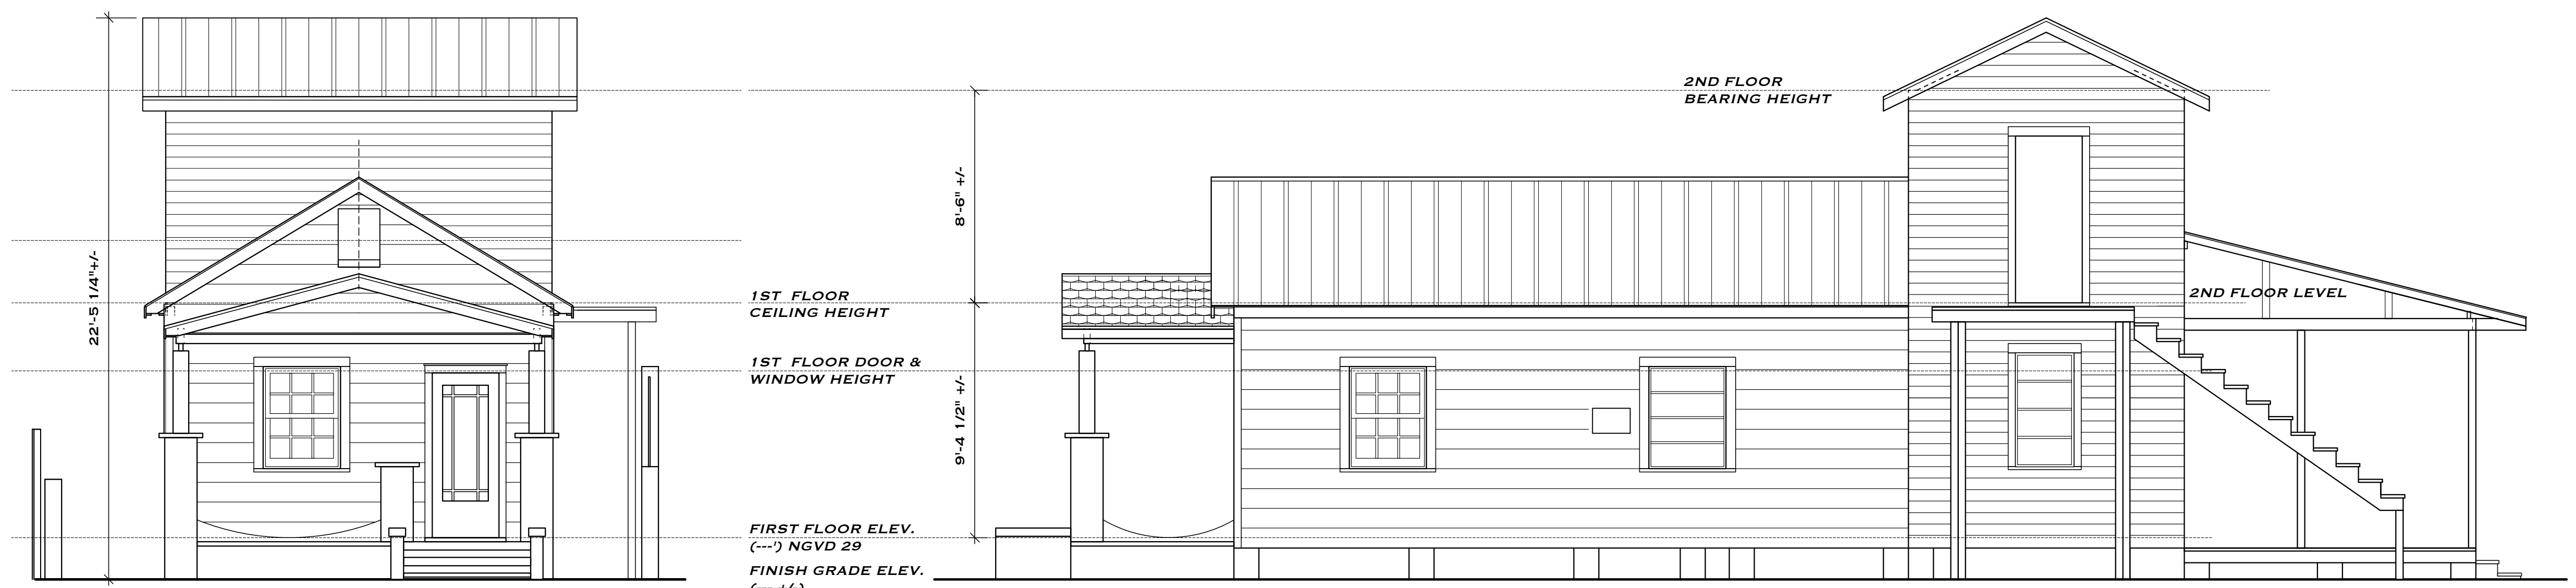 22'-5 1/4"+/-
1ST FLOOR
CEILING HEIGHT
1ST FLOOR DOOR &
WINDOW HEIGHT
FIRST FLOOR ELEV.
(---') NGVD 29
FINISH GRADE ELEV.
8'-6" +/-
9'-4 1/2" +/-
2ND FLOOR
BEARING HEIGHT
2ND FLOOR LEVEL